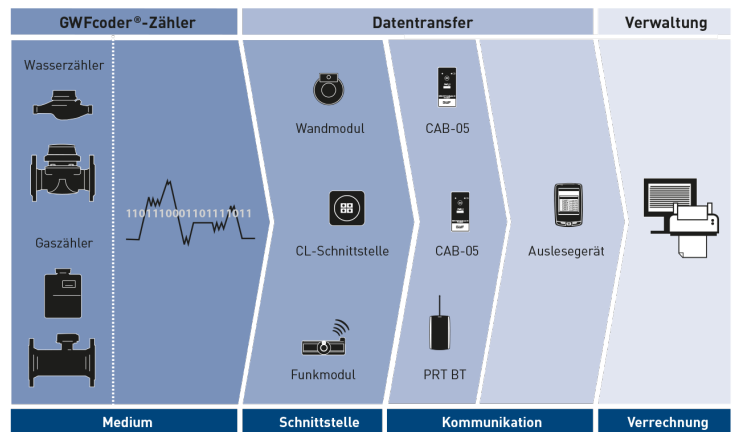 GWFcoder®-Zähler
Datentransfer
Verwaltung
Wasserzähler
Gaszähler
11011100011011111011
Wandmodul
CAB-05
CL-Schnittstelle
CAB-05
Auslesegerät
Funkmodul
PRT BT
Medium
Schnittstelle
Kommunikation
Verrechnung